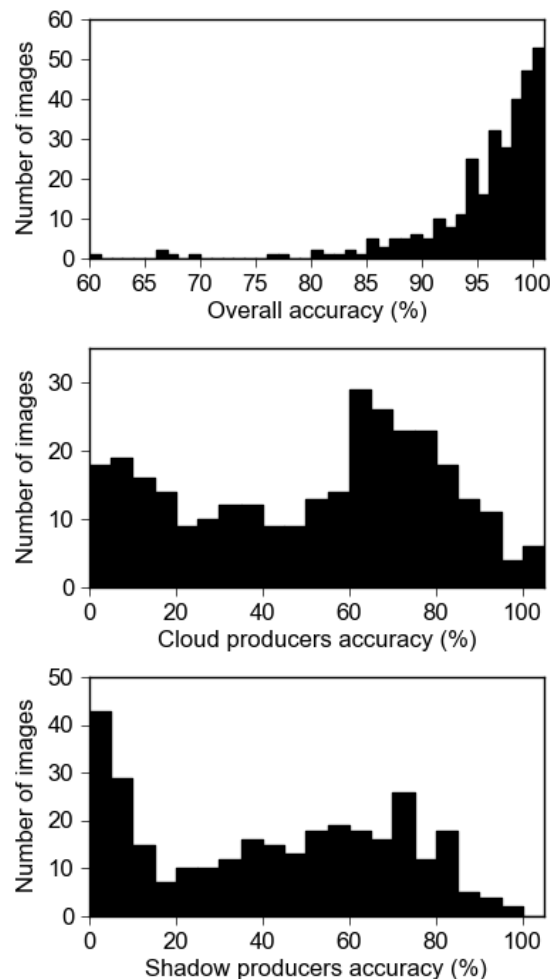 60
50
40
30
20
10
0
Number of images
60 65 70 75 80 85 90 95 100
Overall accuracy (%)
30
20
10
0
Number of images
0 20 40 60 80 100
Cloud producers accuracy (%)
50
40
30
20
10
0
Number of images
0 20 40 60 80 100
Shadow producers accuracy (%)